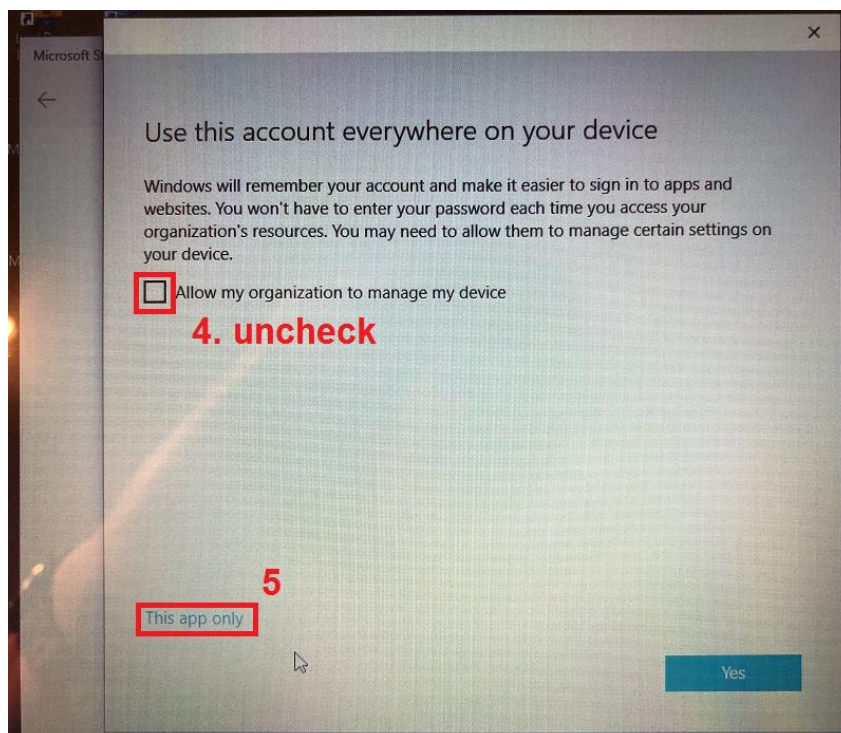 Microsoft
Use this account everywhere on your device
Windows will remember your account and make it easier to sign in to apps and
websites. You won't have to enter your password each time you access your
organization's resources. You may need to allow them to manage certain settings on
your device.
Allow my organization to manage my device
4. uncheck
5
This app only
Yes